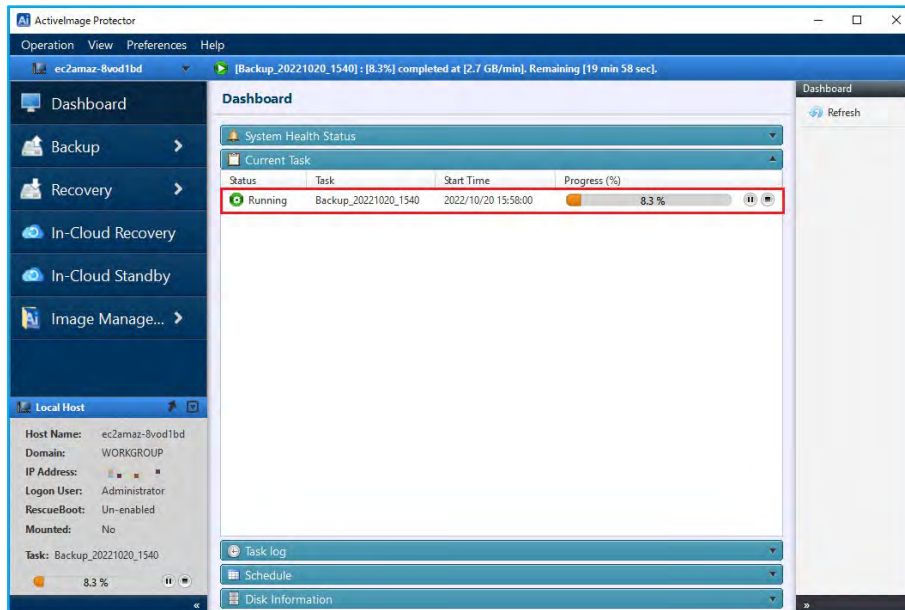 Ai ActiveImage Protector
Operation View Preferences Help
ec2amaz-8vod1bd
[Backup_20221020_1540] : [8.3%] completed at [2.7 GB/min]. Remaining [19 min 58 sec].
Dashboard
Backup
Recovery
In-Cloud Recovery
In-Cloud Standby
Ai Image Manage...
Local Host
Host Name: ec2amaz-8vod1bd
Domain: WORKGROUP
IP Address:
Logon User: Administrator
RescueBoot: Un-enabled
Mounted: No
Task: Backup_20221020_1540
8.3 %
«
Dashboard
System Health Status
Current Task
Status Task Start Time Progress (%)
Running Backup_20221020_1540 2022/10/20 15:58:00 8.3 %
Task log
Schedule
Disk Information
Dashboard
Refresh
»